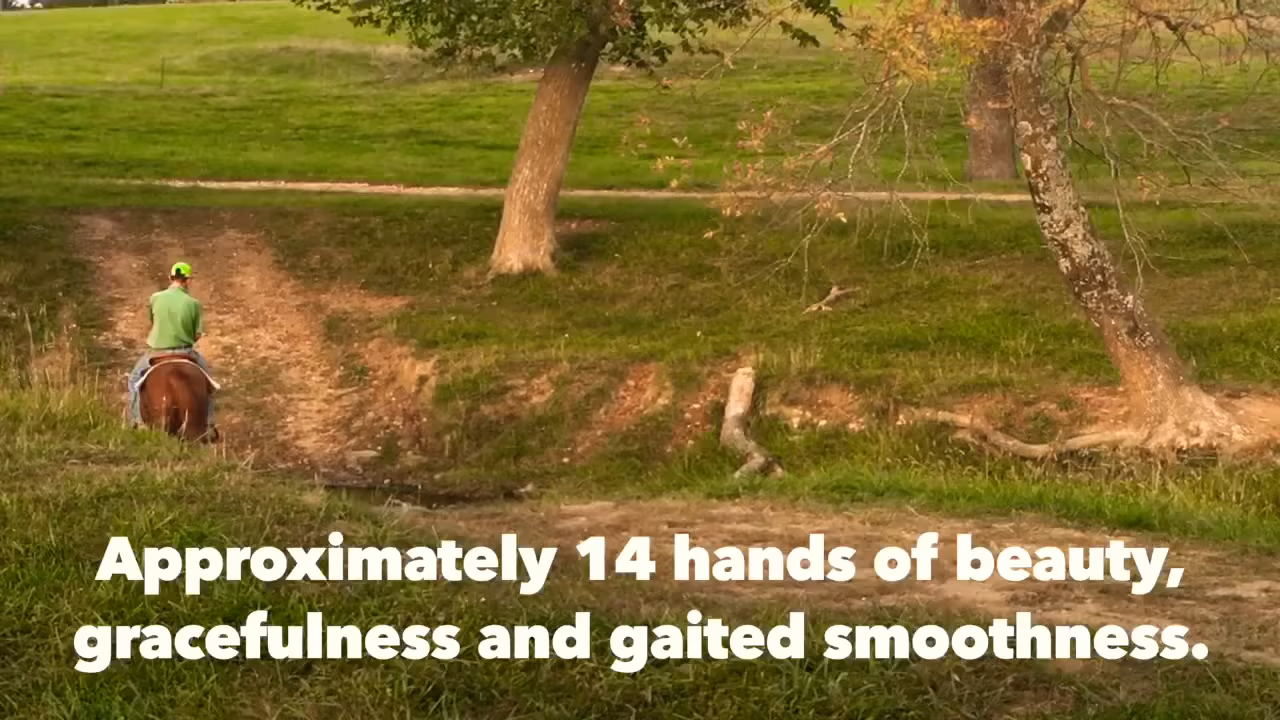 Approximately 14 hands of beauty,
gracefulness and gaited smoothness.